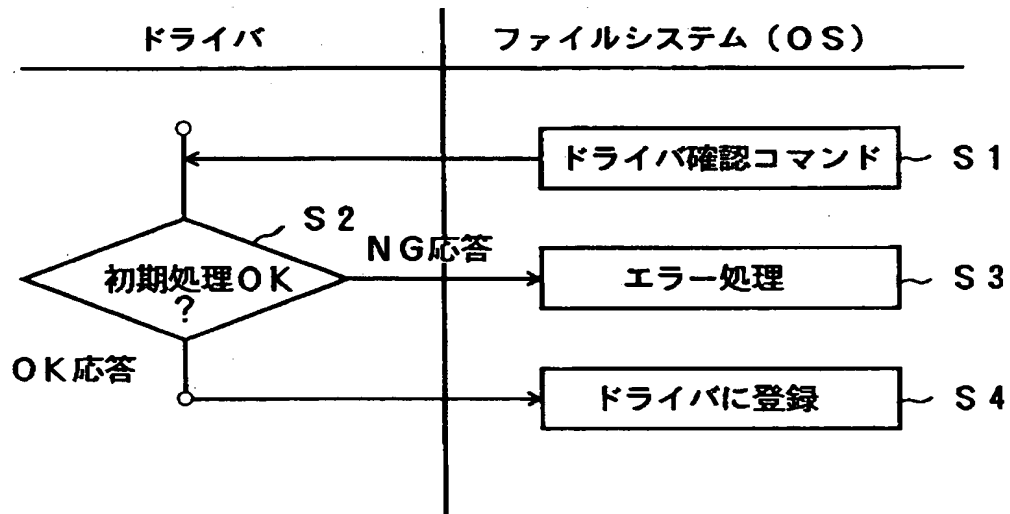 ドライバ
ファイルシステム（OS）
ドライバ確認コマンド
S1
S2
NG応答
初期処理OK
?
エラー処理
S3
OK応答
ドライバに登録
S4